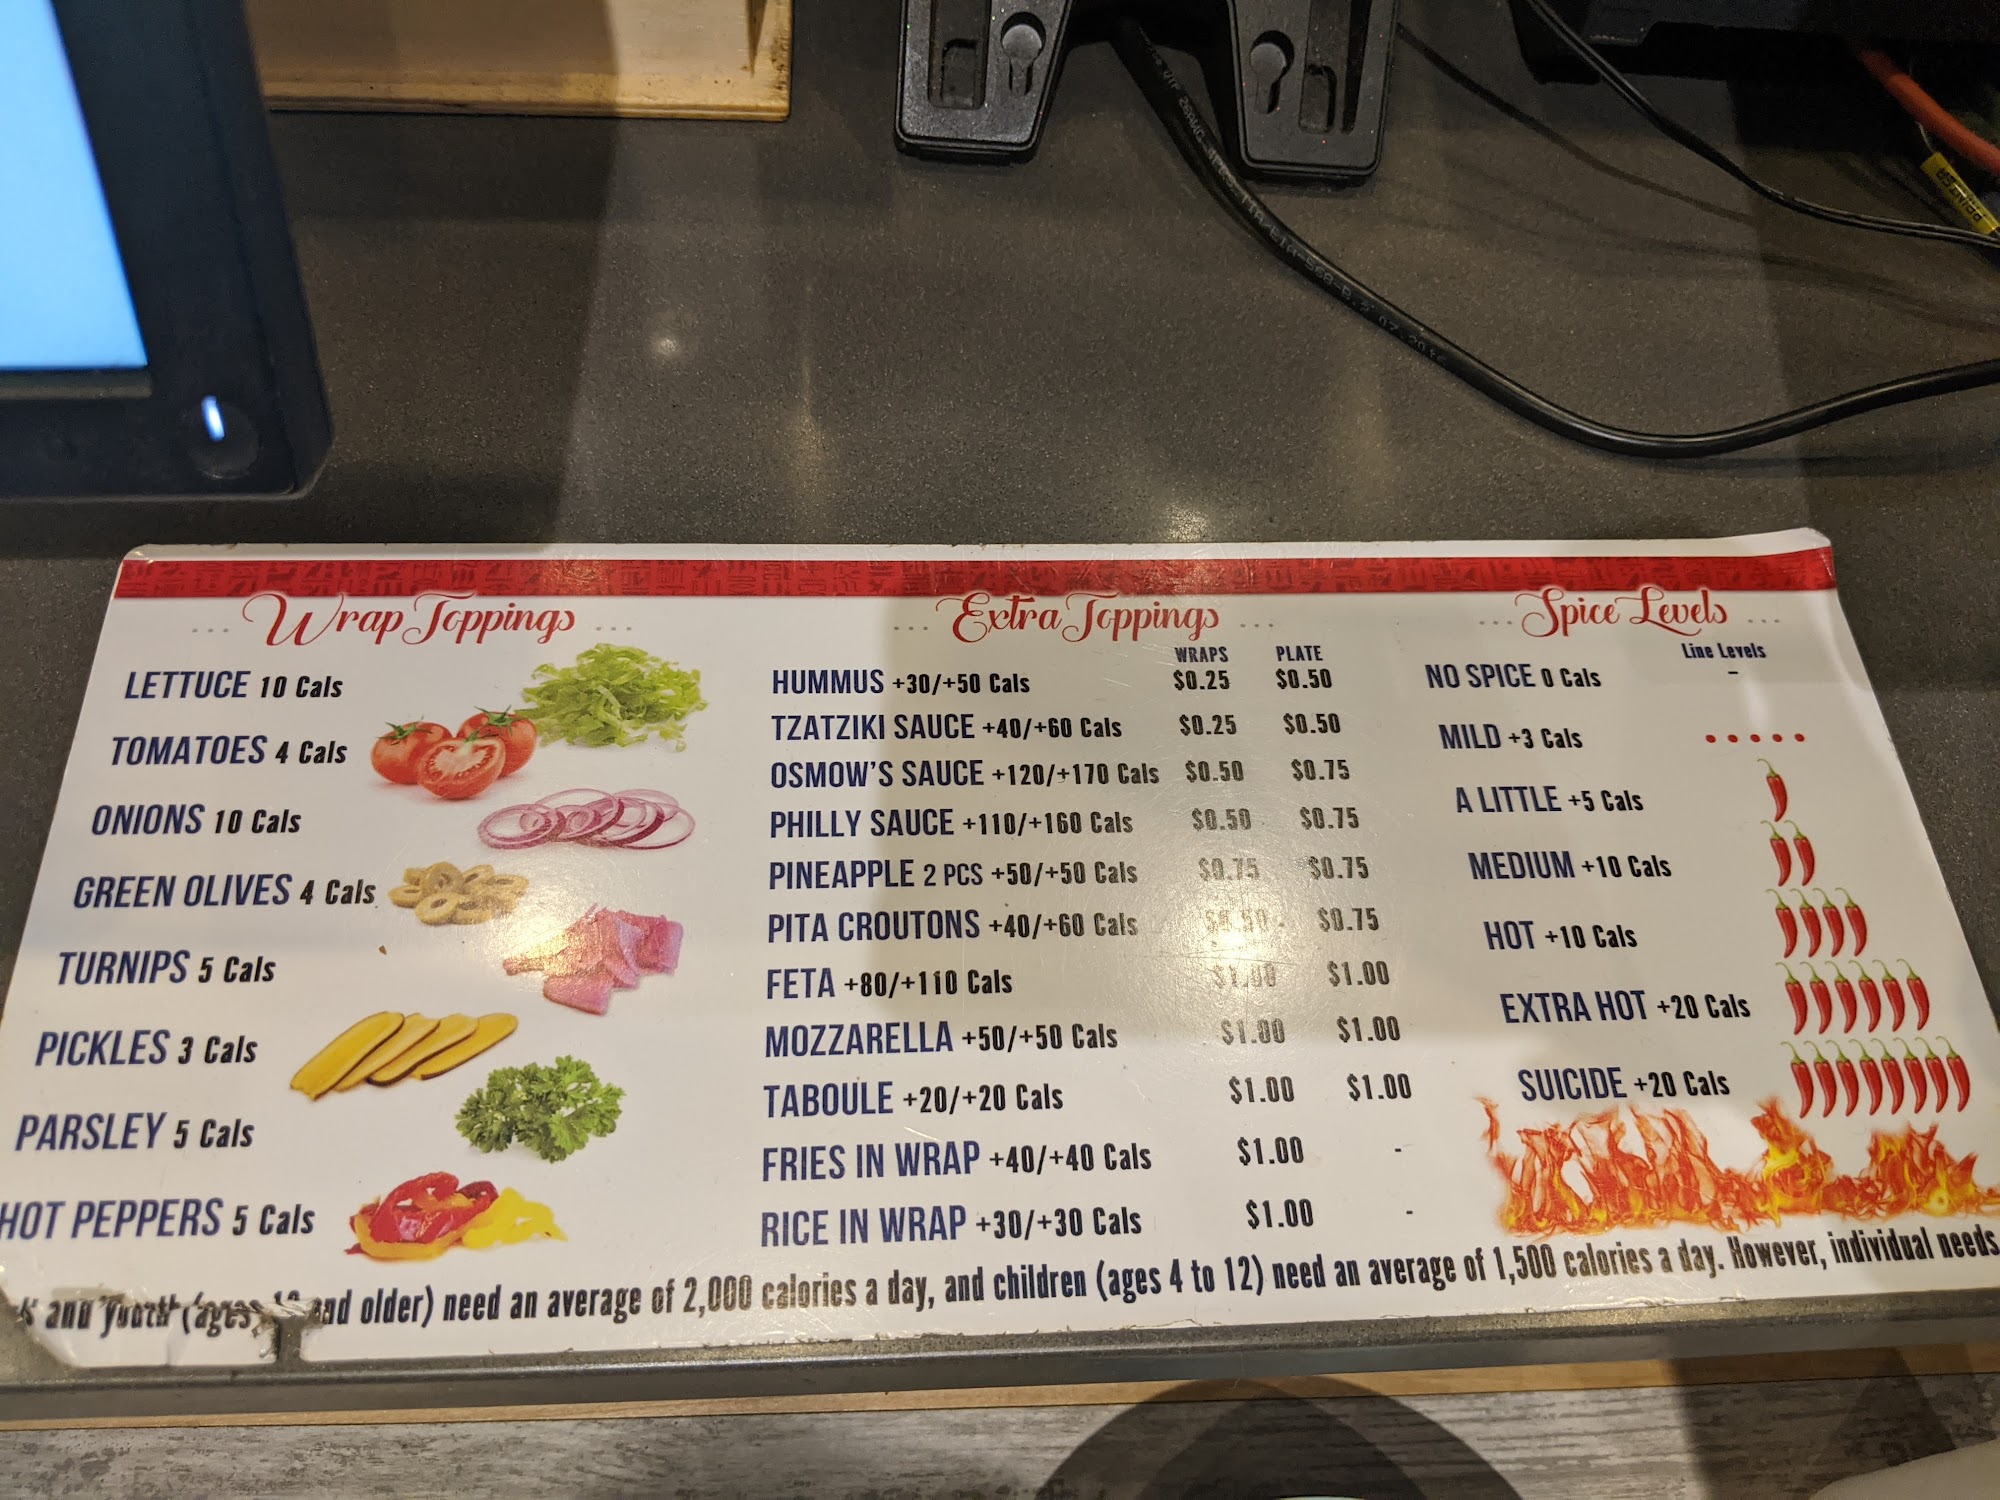 Wrap Toppings
LETTUCE 10 Cals
TOMATOES 4 Cals
ONIONS 10 Cals
GREEN OLIVES 4 Cals
TURNIPS 5 Cals
PICKLES 3 Cals
PARSLEY 5 Cals
HOT PEPPERS 5 Cals
Extra Toppings
WRAPS PLATE
HUMMUS +30/+50 Cals $0.25 $0.50
TZATZIKI SAUCE +40/+60 Cals $0.25 $0.50
OSMOW'S SAUCE +120/+170 Cals $0.50 $0.75
PHILLY SAUCE +110/+160 Cals $0.50 $0.75
PINEAPPLE 2 PCS +50/+50 Cals $0.75 $0.75
PITA CROUTONS +40/+60 Cals $0.50 $0.75
FETA +80/+110 Cals $1.00 $1.00
MOZZARELLA +50/+50 Cals $1.00 $1.00
TABOULE +20/+20 Cals $1.00 $1.00
FRIES IN WRAP +40/+40 Cals $1.00 -
RICE IN WRAP +30/+30 Cals $1.00 -
Spice Levels
Line Levels
NO SPICE 0 Cals -
MILD +3 Cals
A LITTLE +5 Cals
MEDIUM +10 Cals
HOT +10 Cals
EXTRA HOT +20 Cals
SUICIDE +20 Cals
and Youth (ages and older) need an average of 2,000 calories a day, and children (ages 4 to 12) need an average of 1,500 calories a day. However, individual needs
PRINTER